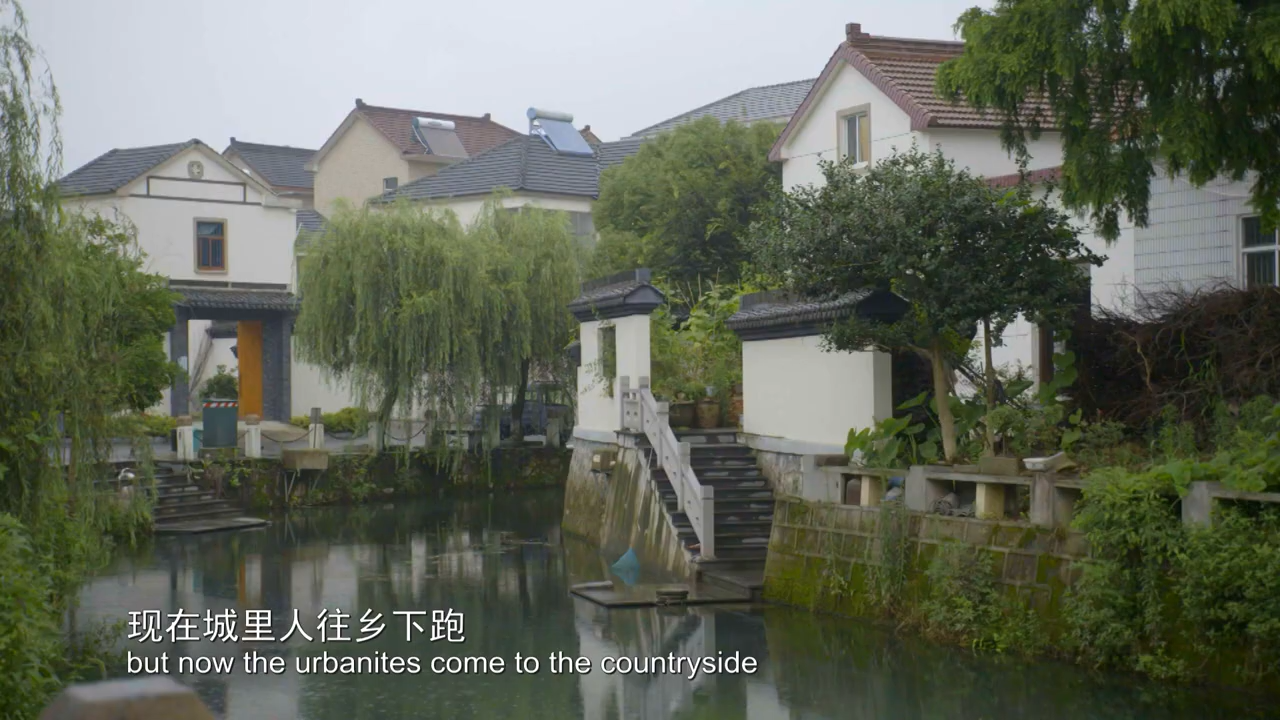 现在城里人往乡下跑
but now the urbanites come to the countryside